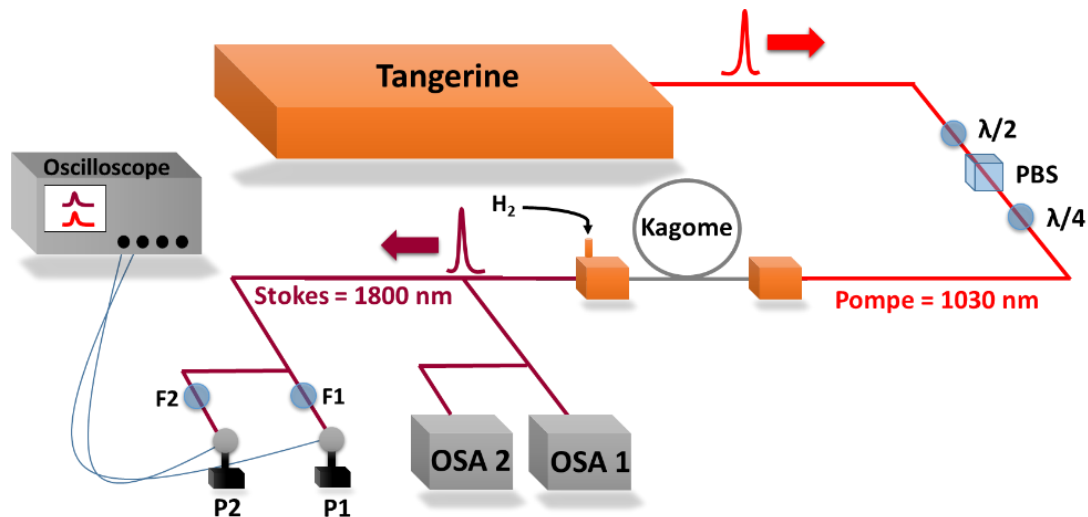 Tangerine
λ/2
Oscilloscope
PBS
H₂
Kagome
λ/4
Stokes = 1800 nm
Pompe = 1030 nm
F2
F1
OSA 2
OSA 1
P2
P1